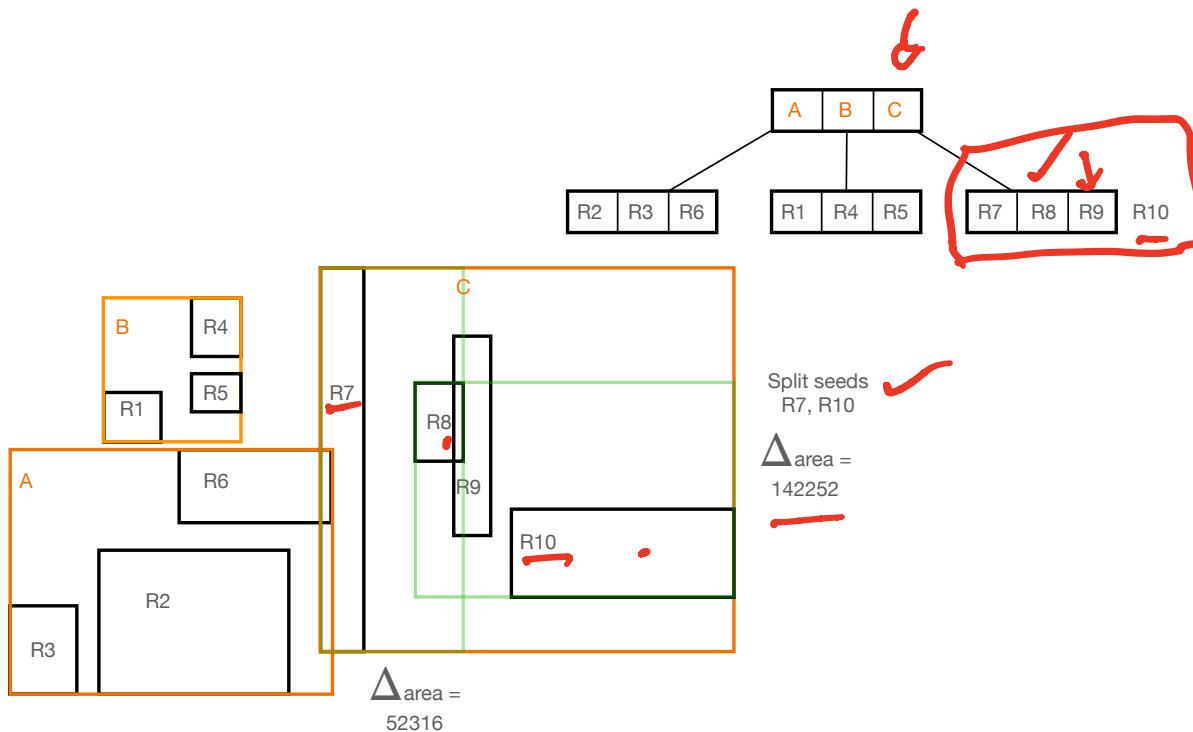 6
A B C
R2 R3 R6 R1 R4 R5 R7 R8 R9 R10
C
B
R4
R5
R1
R7
Split seeds
R7, R10
R8
Δarea =
142252
A
R6
R9
R10
R2
R3
Δarea =
52316